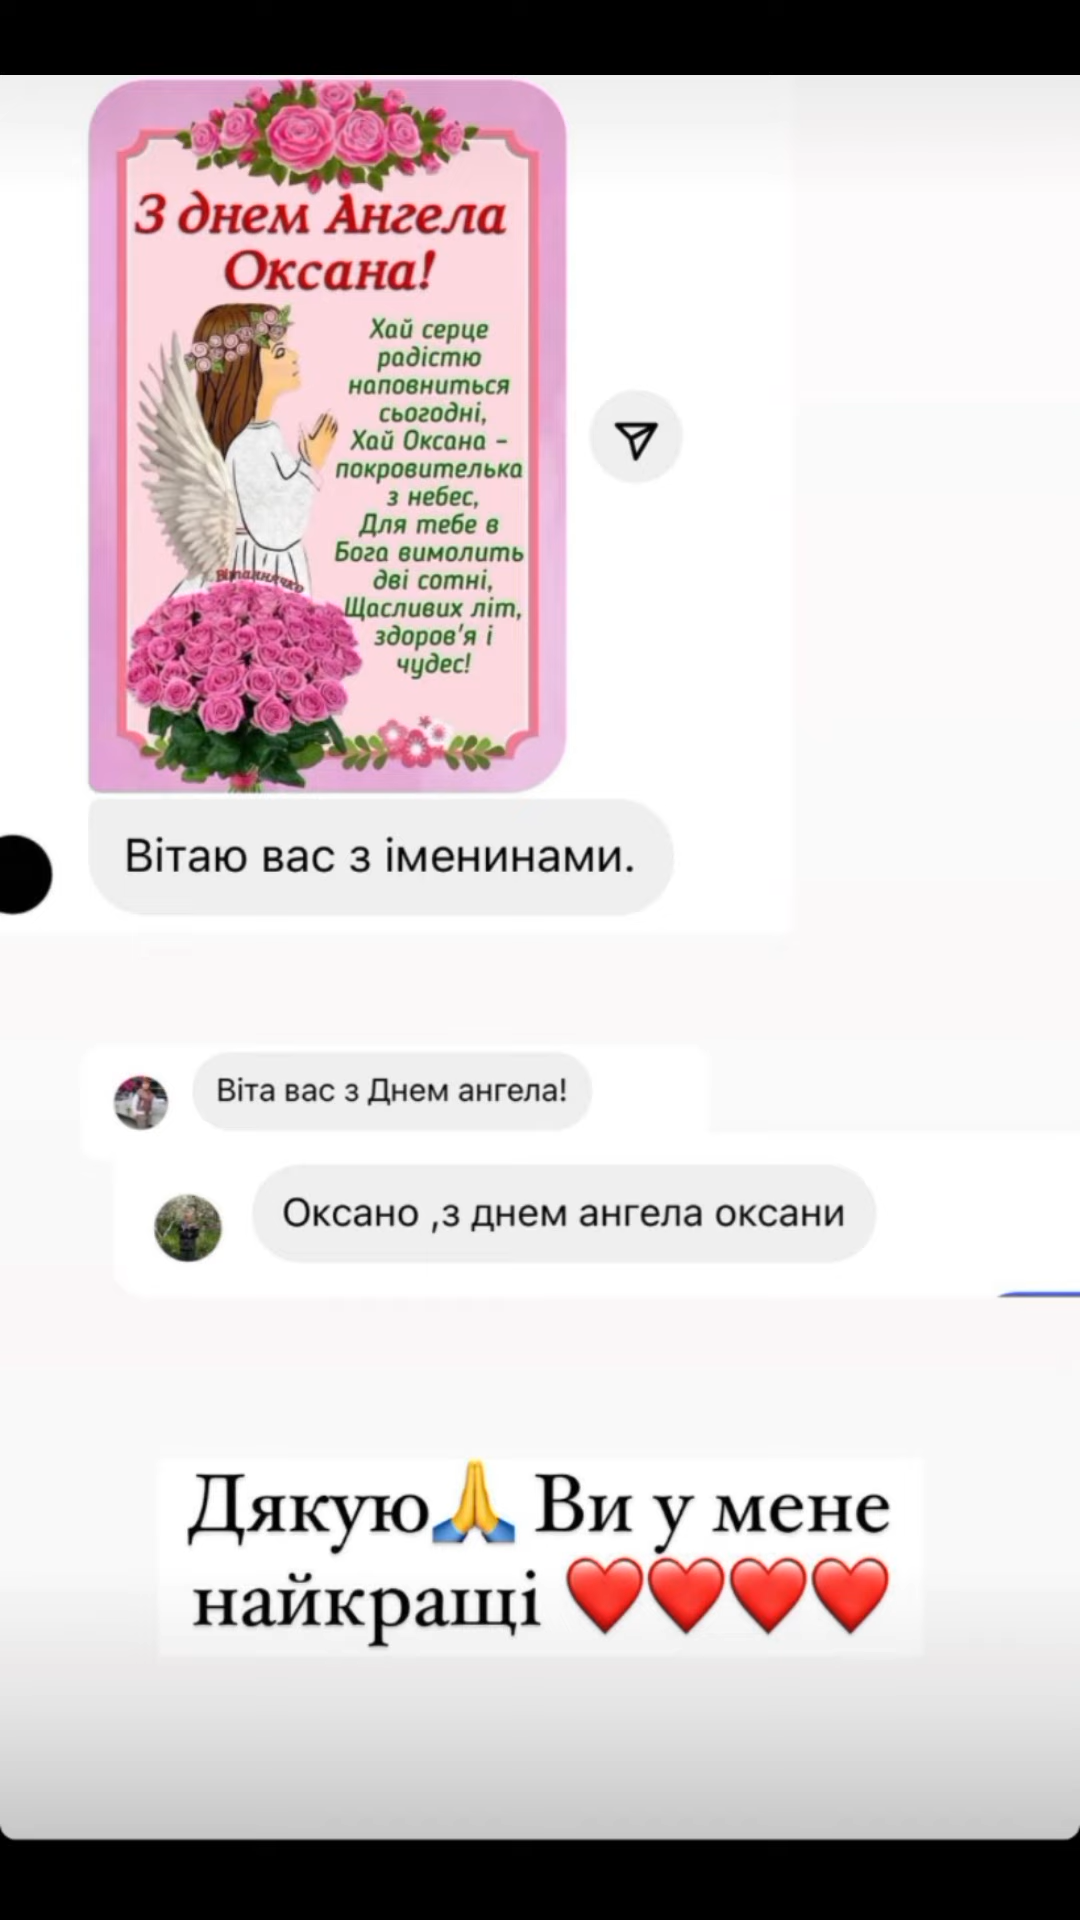 З днем Ангела
Оксана!
Хай серце
радістю
наповниться
сьогодні,
Хай Оксана –
покровителька
з небес,
Для тебе в
Бога вимолить
дві сотні,
Щасливих літ,
здоров'я і
чудес!
Вітаннячко
Вітаю вас з іменинами.
Віта вас з Днем ангела!
Оксано ,з днем ангела оксани
Дякую🙏 Ви у мене
найкращі ❤️❤️❤️❤️